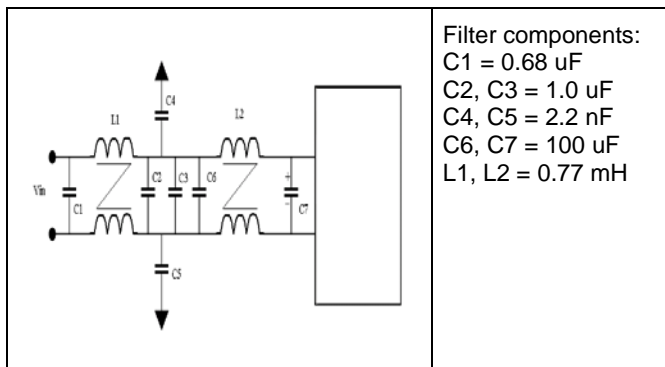 C4
L1
L2
Vin
C1
C2
C3
C6
+
−
C7
C5
Filter components:
C1 = 0.68 uF
C2, C3 = 1.0 uF
C4, C5 = 2.2 nF
C6, C7 = 100 uF
L1, L2 = 0.77 mH